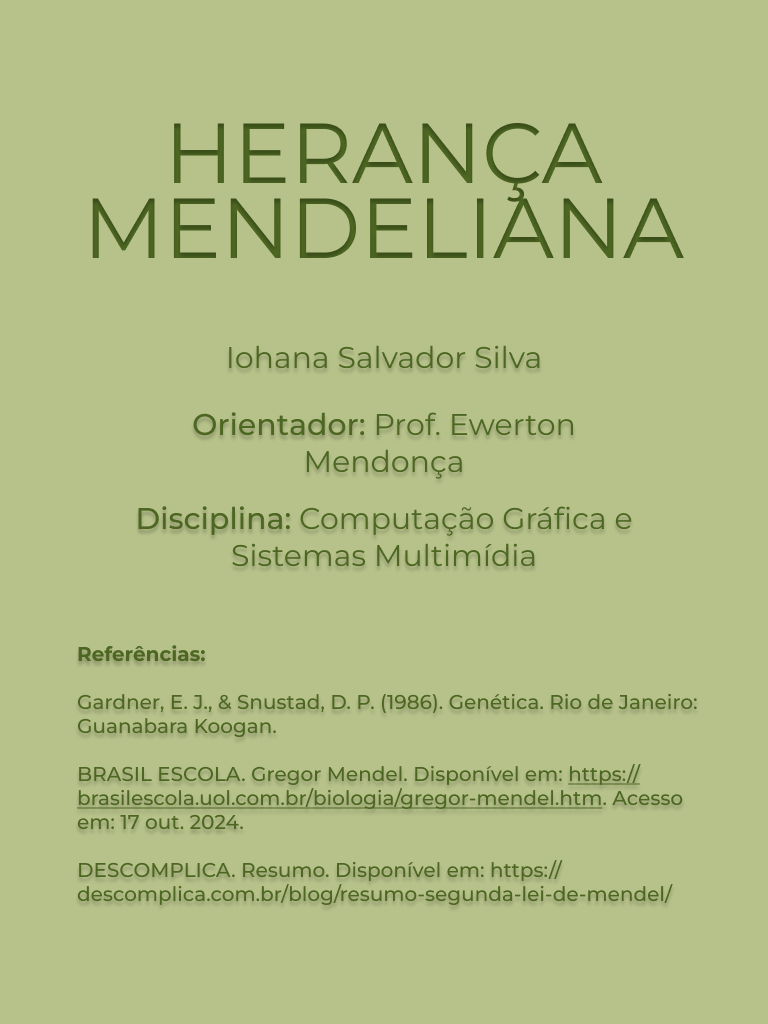 HERANÇA
MENDELIANA
Iohana Salvador Silva
Orientador: Prof. Ewerton
Mendonça
Disciplina: Computação Gráfica e
Sistemas Multimídia
Referências:
Gardner, E. J., & Snustad, D. P. (1986). Genética. Rio de Janeiro:
Guanabara Koogan.
BRASIL ESCOLA. Gregor Mendel. Disponível em: https://
brasilescola.uol.com.br/biologia/gregor-mendel.htm. Acesso
em: 17 out. 2024.
DESCOMPLICA. Resumo. Disponível em: https://
descomplica.com.br/blog/resumo-segunda-lei-de-mendel/